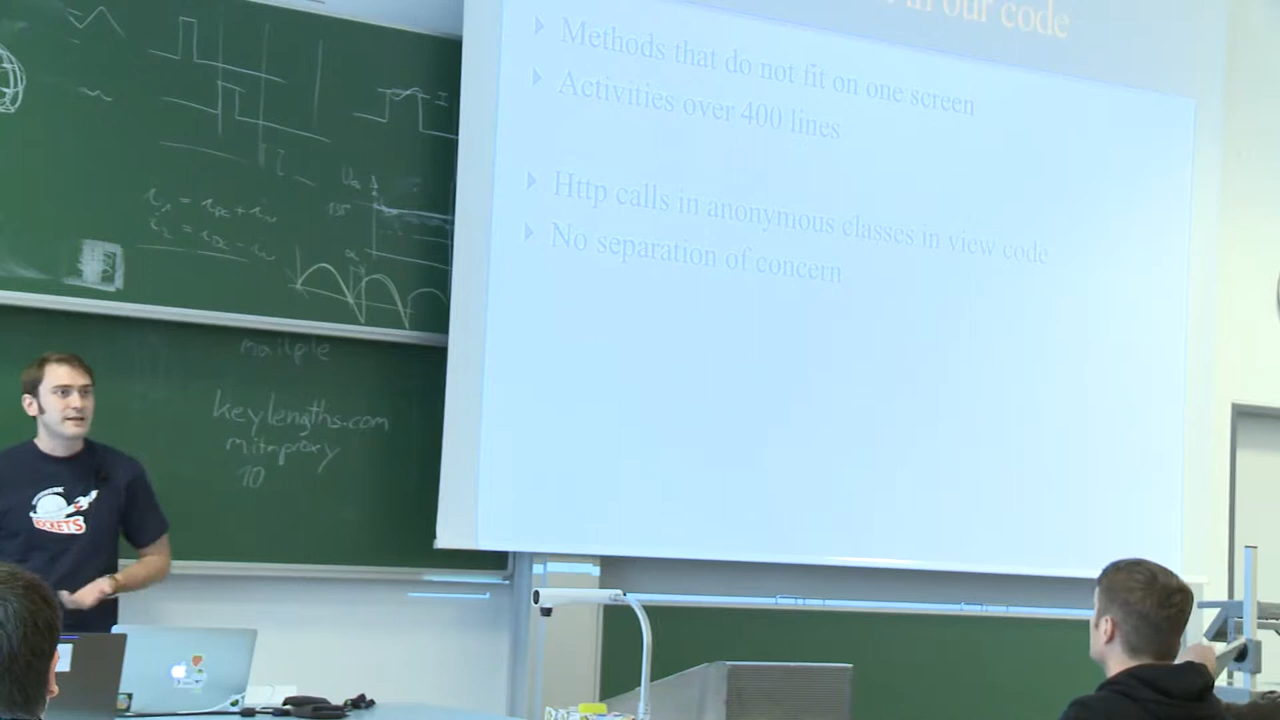 in our code
Methods that do not fit on one screen
Activities over 400 lines
Http calls in anonymous classes in view code
No separation of concern
keylengths.com
mitmproxy
10
ROCKETS